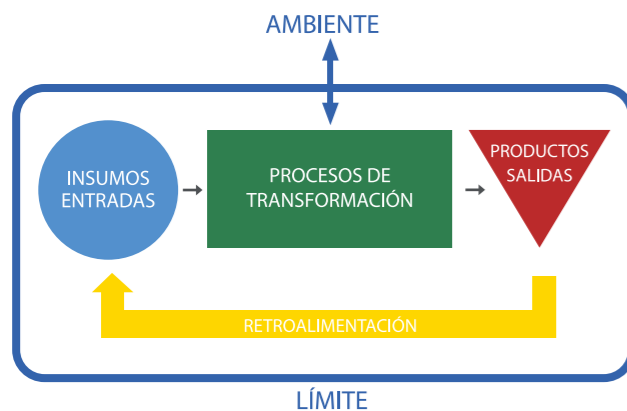 AMBIENTE
INSUMOS
ENTRADAS
PROCESOS DE
TRANSFORMACIÓN
PRODUCTOS
SALIDAS
RETROALIMENTACIÓN
LÍMITE